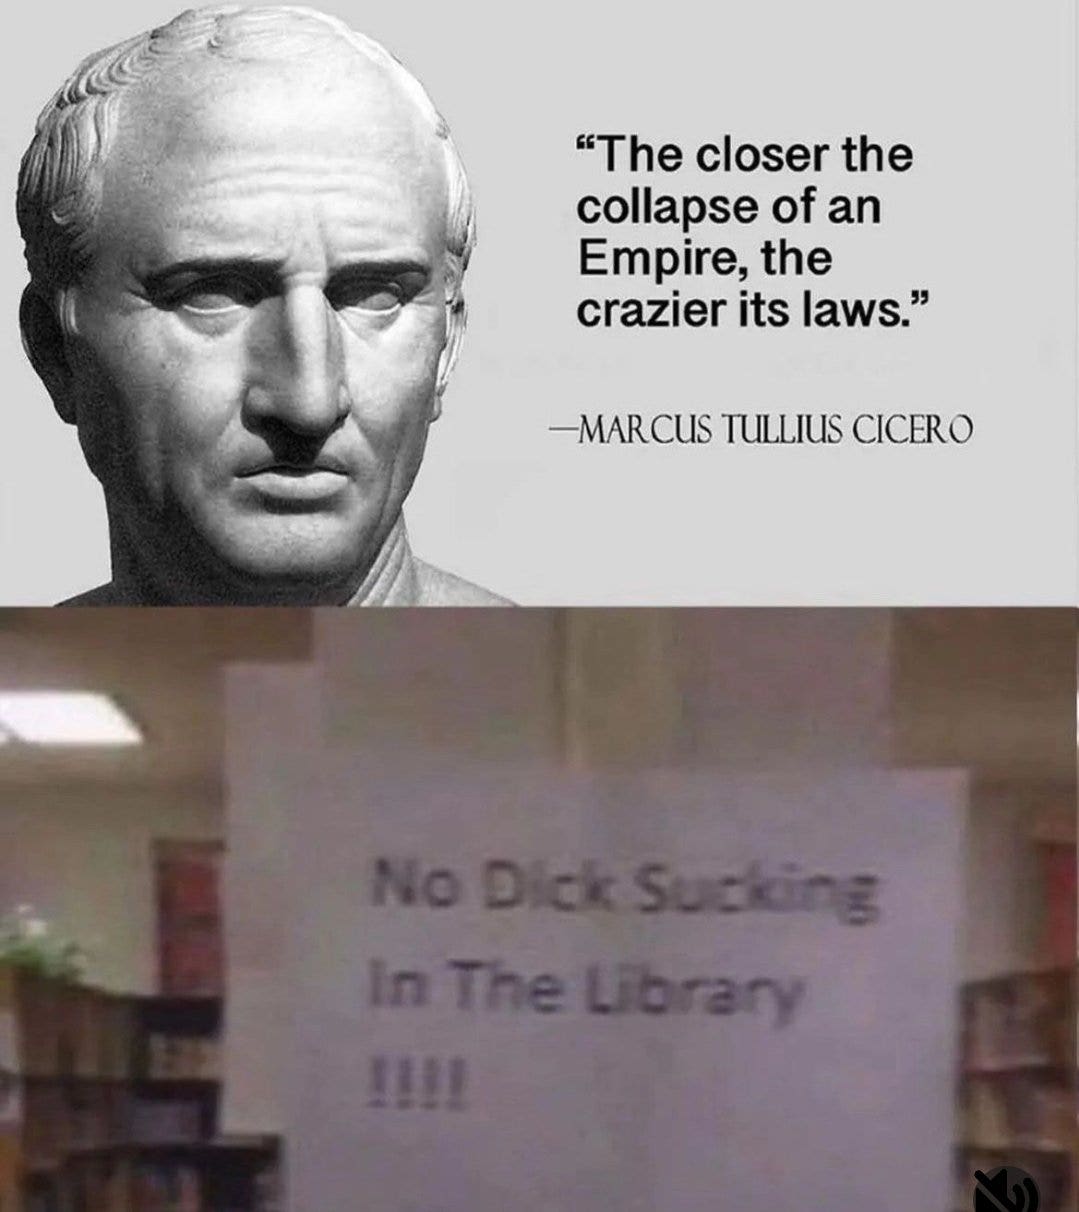 “The closer the
collapse of an
Empire, the
crazier its laws.”
—MARCUS TULLIUS CICERO
No Dick Sucking
In The Library
!!!!